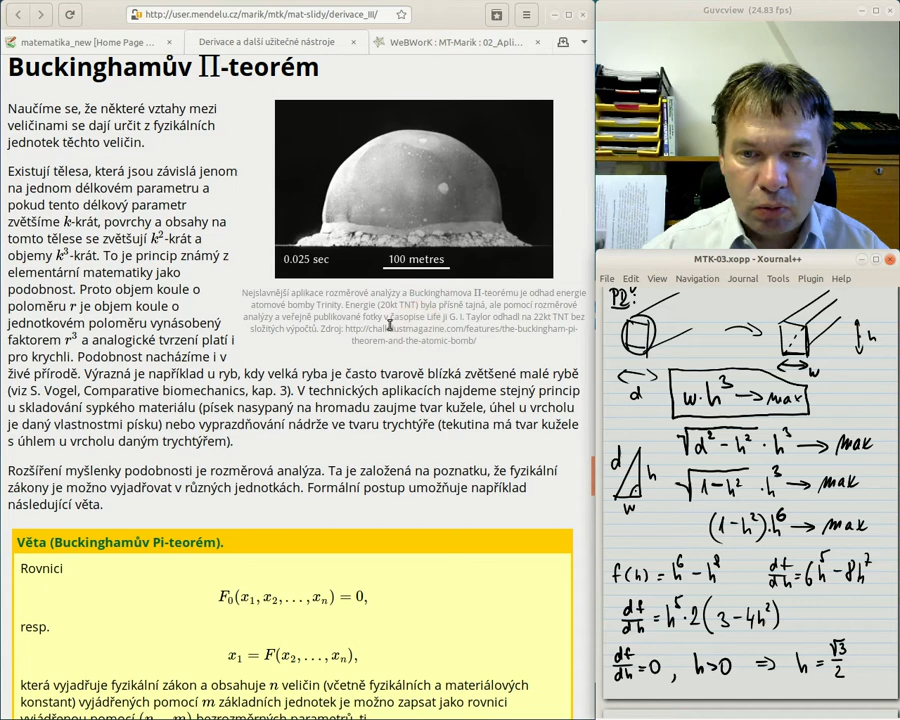 http://user.mendelu.cz/marik/mtk/mat-slidy/derivace_III/
matematika_new [Home Page ...
Derivace a další užitečné nástroje
WeBWorK : MT-Marik : 02_Apli...
Buckinghamův Π-teorém
Naučíme se, že některé vztahy mezi
veličinami se dají určit z fyzikálních
jednotek těchto veličin.
Existují tělesa, která jsou závislá jenom
na jednom délkovém parametru a
pokud tento délkový parametr
zvětšíme k-krát, povrchy a obsahy na
tomto tělese se zvětšují k²-krát a
objemy k³-krát. To je princip známý z
elementární matematiky jako
podobnost. Proto objem koule o
poloměru r je objem koule o
jednotkovém poloměru vynásobený
faktorem r³ a analogické tvrzení platí i
pro krychli. Podobnost nacházíme i v
živé přírodě. Výrazná je například u ryb, kdy velká ryba je často tvarově blízká zvětšené malé rybě
(viz S. Vogel, Comparative biomechanics, kap. 3). V technických aplikacích najdeme stejný princip
u skladování sypkého materiálu (písek nasypaný na hromadu zaujme tvar kužele, úhel u vrcholu
je daný vlastnostmi písku) nebo vyprazdňování nádrže ve tvaru trychtýře (tekutina má tvar kužele
s úhlem u vrcholu daným trychtýřem).
0.025 sec
100 metres
Nejslavnější aplikace rozměrové analýzy a Buckinghamova Π-teorému je odhad energie
atomové bomby Trinity. Energie (20kt TNT) byla přísně tajná, ale pomocí rozměrové
analýzy a veřejně publikované fotky v časopise Life ji G. I. Taylor odhadl na 22kt TNT bez
složitých výpočtů. Zdroj: http://chalkdustmagazine.com/features/the-buckingham-pi-
theorem-and-the-atomic-bomb/
Rozšíření myšlenky podobnosti je rozměrová analýza. Ta je založená na poznatku, že fyzikální
zákony je možno vyjadřovat v různých jednotkách. Formální postup umožňuje například
následující věta.
Věta (Buckinghamův Pi-teorém).
Rovnici
F₀(x₁, x₂, . . . , xₙ) = 0,
resp.
x₁ = F(x₂, . . . , xₙ),
která vyjadřuje fyzikální zákon a obsahuje n veličin (včetně fyzikálních a materiálových
konstant) vyjádřených pomocí m základních jednotek je možno zapsat jako rovnici
vyjádřenou pomocí (n − m) bezrozměrných parametrů, tj.
Guvcview (24.83 fps)
MTK-03.xopp - Xournal++
File Edit View Navigation Journal Tools Plugin Help
h
w
d
w·h³ → max
d
h
w
√(d²-h²) · h³ → max
√(1-h²) · h³ → max
(1-h²)·h⁶ → max
f(h) = h⁶ - h⁸
df/dh = 6h⁵ - 8h⁷
df/dh = h⁵·2(3-4h²)
df/dh = 0, h>0 ⇒ h = √3/2